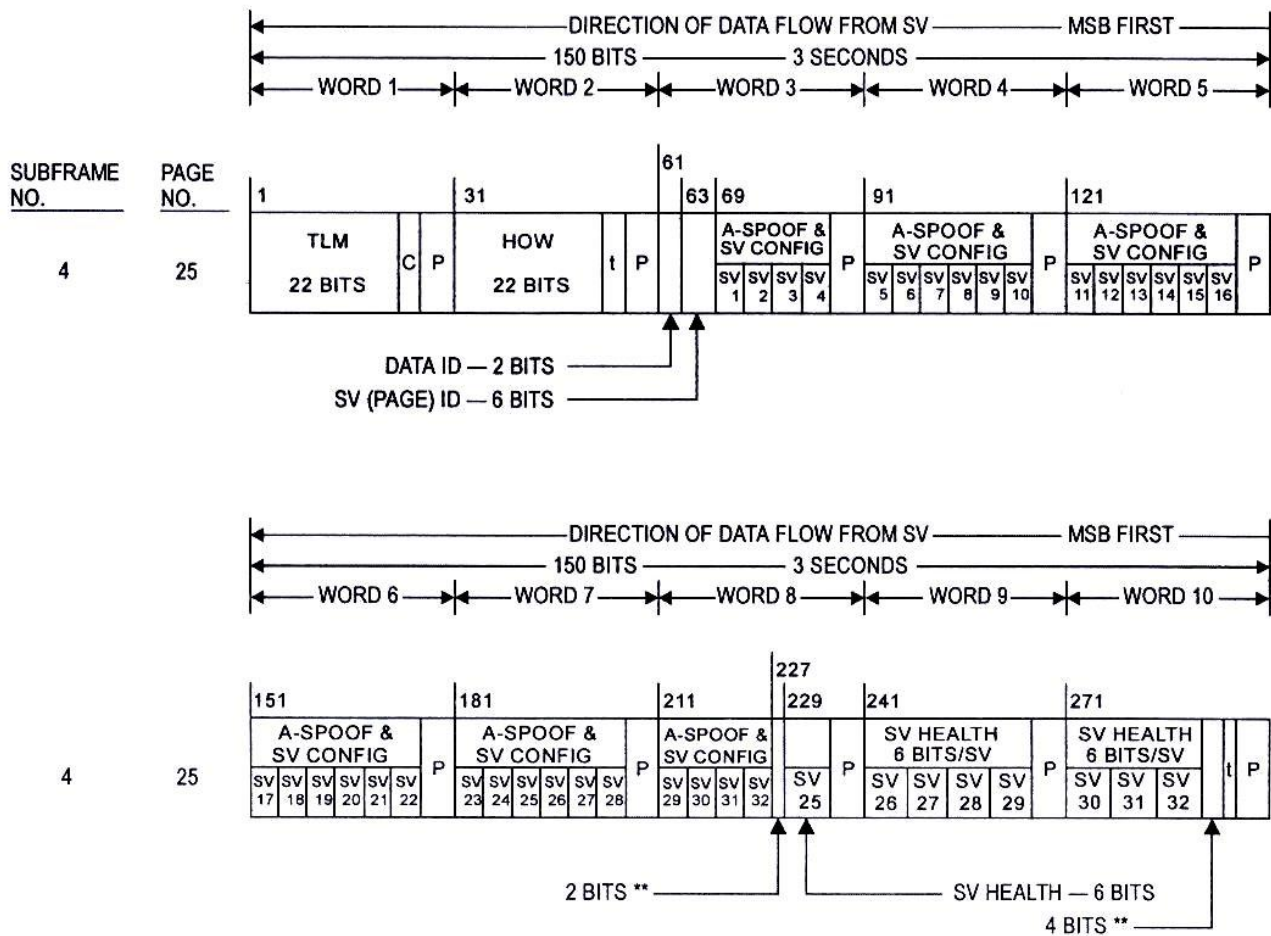 DIRECTION OF DATA FLOW FROM SV MSB FIRST
150 BITS 3 SECONDS
WORD 1 WORD 2 WORD 3 WORD 4 WORD 5
SUBFRAME NO. PAGE NO.
61
1 31 63 69 91 121
4 25
TLM 22 BITS C P
HOW 22 BITS t P
A-SPOOF & SV CONFIG
SV 1 SV 2 SV 3 SV 4 P
A-SPOOF & SV CONFIG
SV 5 SV 6 SV 7 SV 8 SV 9 SV 10 P
A-SPOOF & SV CONFIG
SV 11 SV 12 SV 13 SV 14 SV 15 SV 16 P
DATA ID — 2 BITS
SV (PAGE) ID — 6 BITS
DIRECTION OF DATA FLOW FROM SV MSB FIRST
150 BITS 3 SECONDS
WORD 6 WORD 7 WORD 8 WORD 9 WORD 10
227
151 181 211 229 241 271
4 25
A-SPOOF & SV CONFIG
SV 17 SV 18 SV 19 SV 20 SV 21 SV 22 P
A-SPOOF & SV CONFIG
SV 23 SV 24 SV 25 SV 26 SV 27 SV 28 P
A-SPOOF & SV CONFIG
SV 29 SV 30 SV 31 SV 32
SV 25 P
SV HEALTH 6 BITS/SV
SV 26 SV 27 SV 28 SV 29 P
SV HEALTH 6 BITS/SV
SV 30 SV 31 SV 32 t P
2 BITS **
SV HEALTH — 6 BITS
4 BITS **